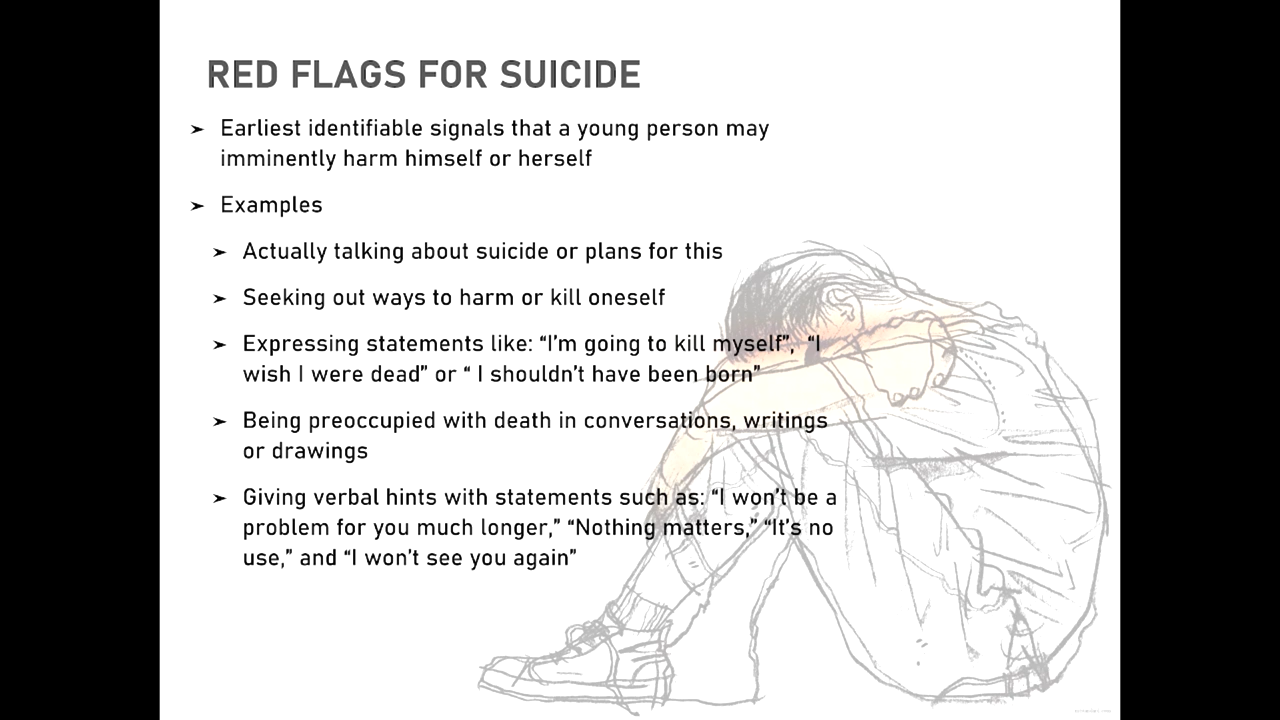 RED FLAGS FOR SUICIDE
➢ Earliest identifiable signals that a young person may
imminently harm himself or herself
➢ Examples
➢ Actually talking about suicide or plans for this
➢ Seeking out ways to harm or kill oneself
➢ Expressing statements like: “I’m going to kill myself”, “I
wish I were dead” or “ I shouldn’t have been born”
➢ Being preoccupied with death in conversations, writings
or drawings
➢ Giving verbal hints with statements such as: “I won’t be a
problem for you much longer,” “Nothing matters,” “It’s no
use,” and “I won’t see you again”